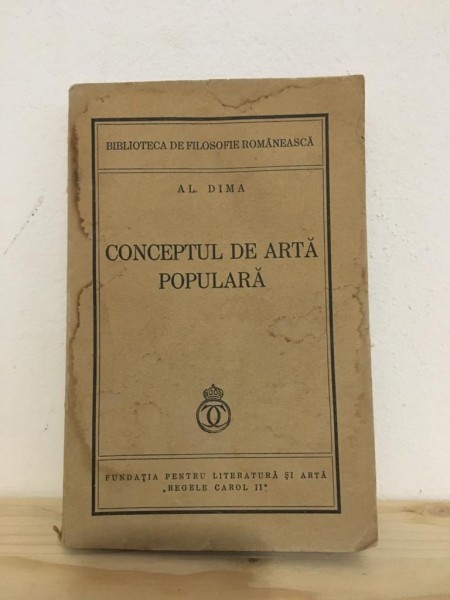 BIBLIOTECA DE FILOSOFIE ROMÂNEASCĂ
AL. DIMA
CONCEPTUL DE ARTĂ
POPULARĂ
FUNDAȚIA PENTRU LITERATURĂ ȘI ARTĂ
„REGELE CAROL II"